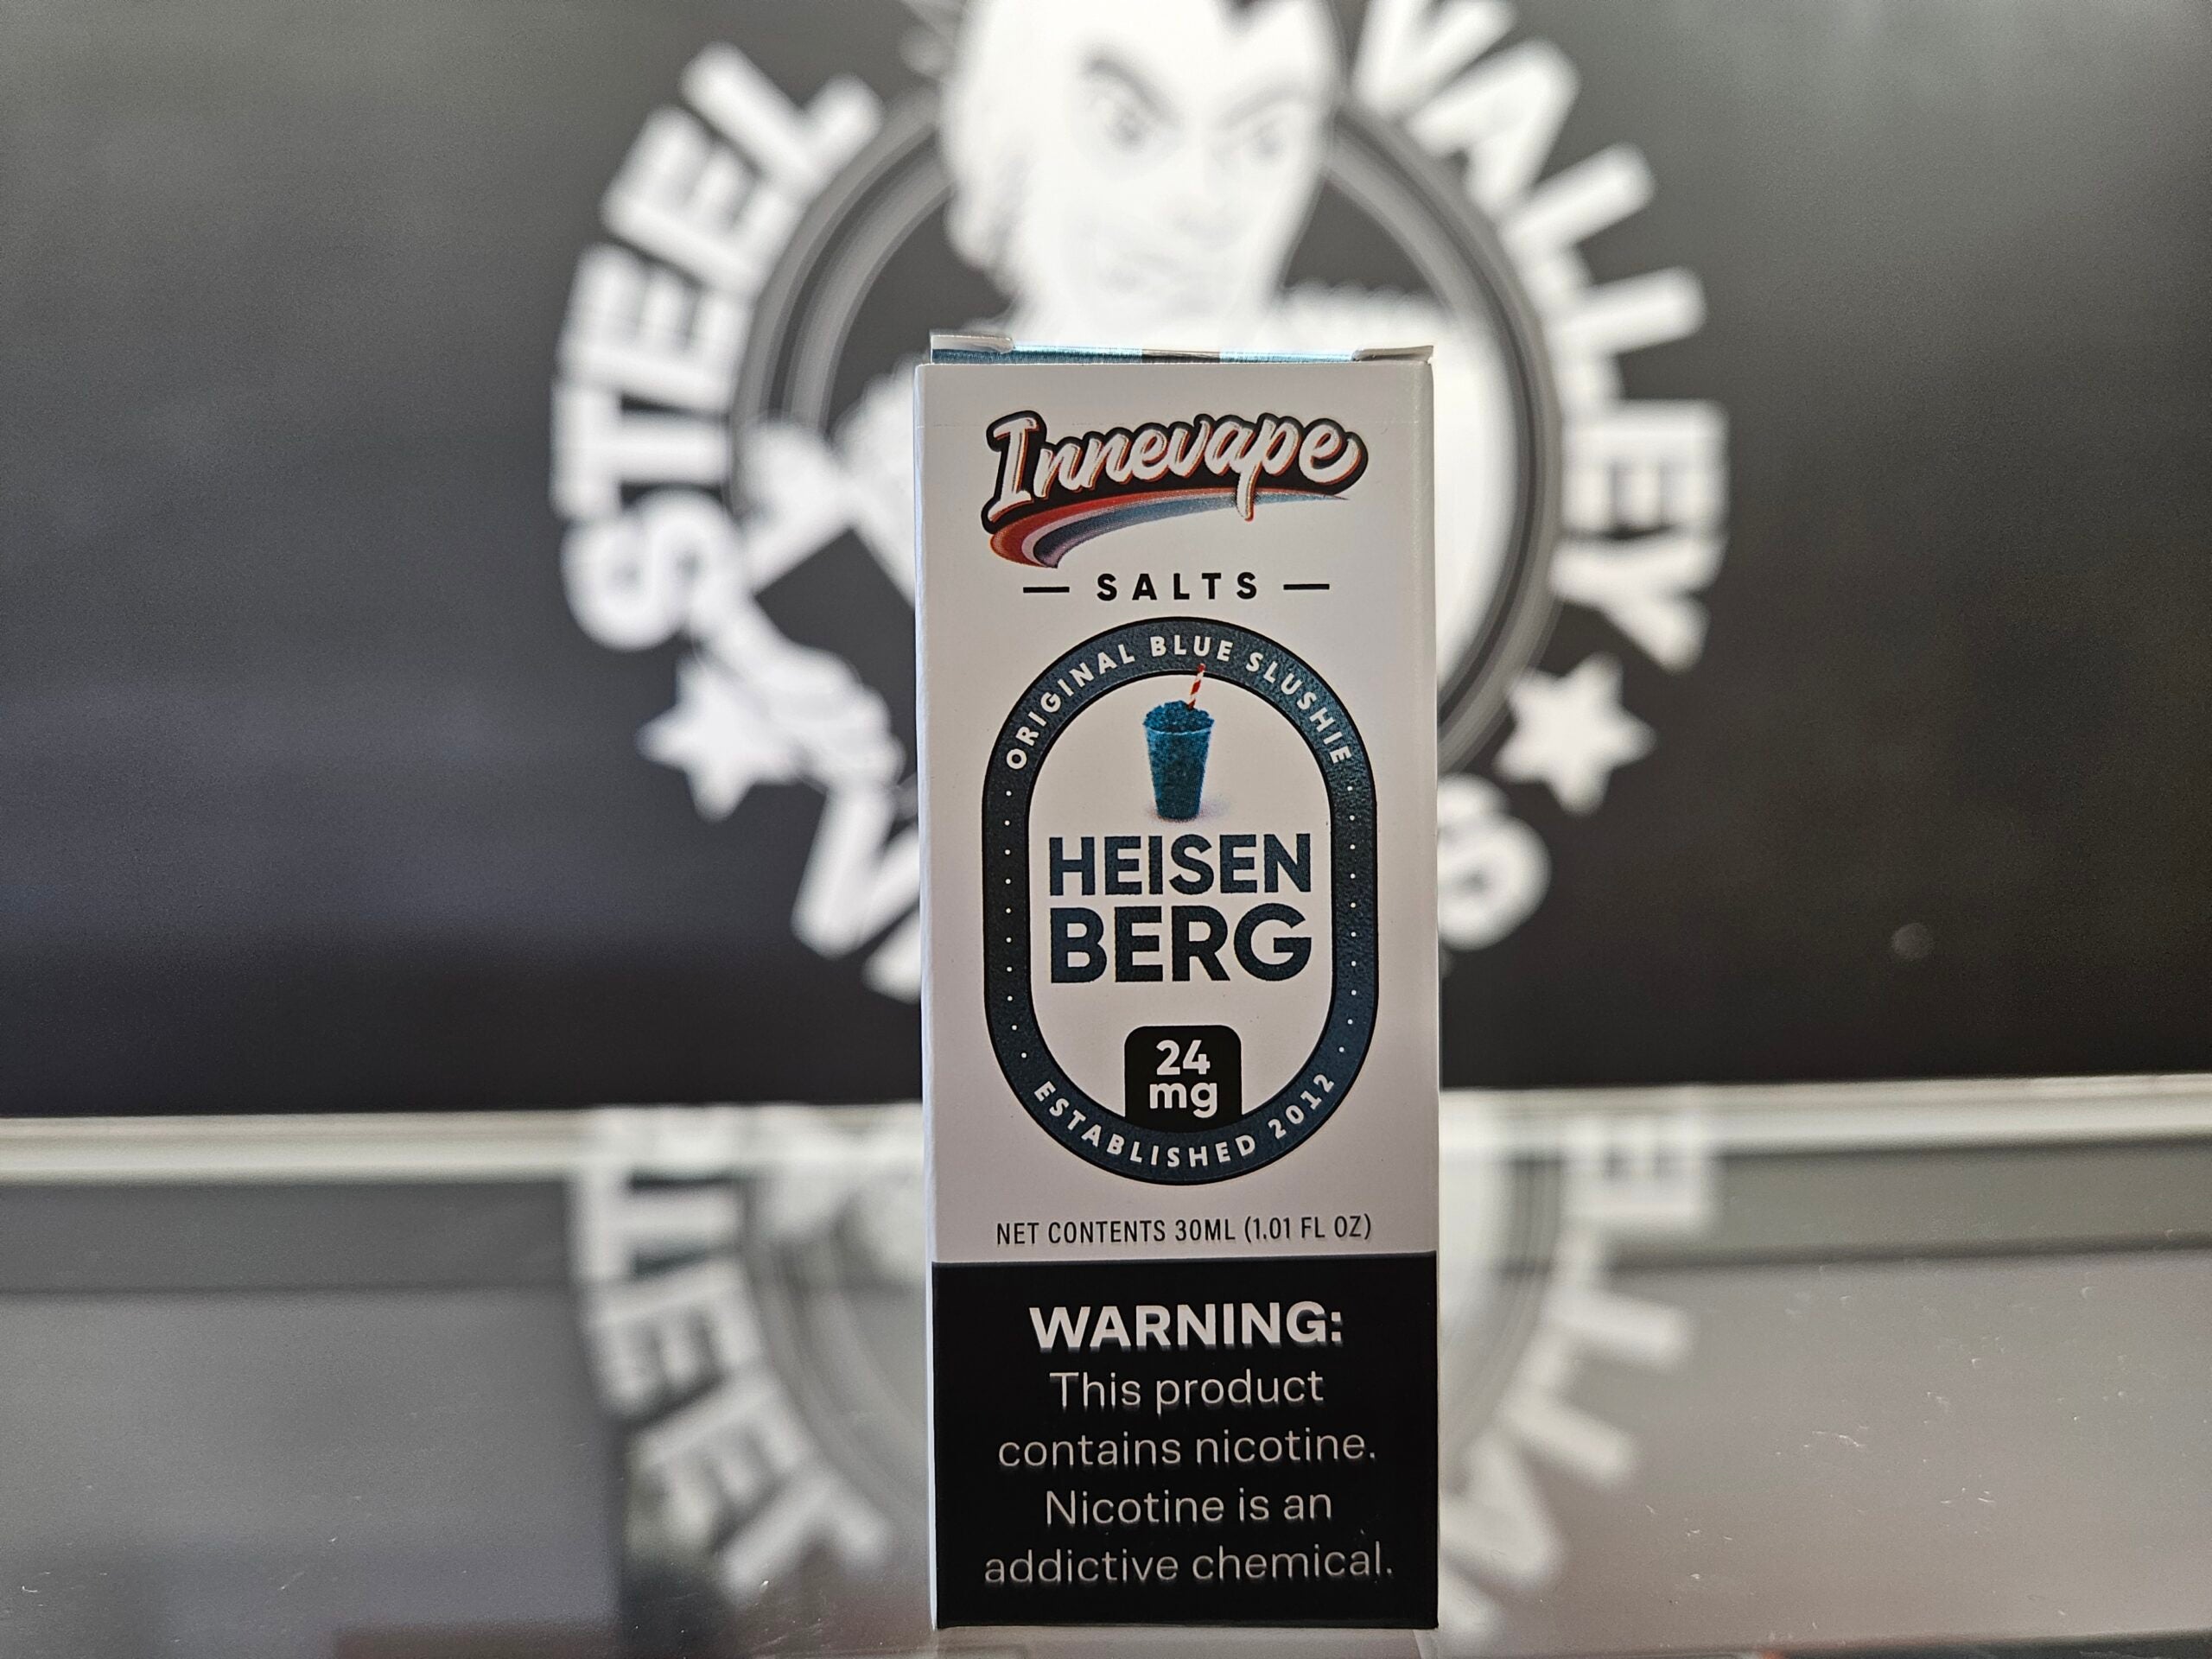 STEEL VALLEY
Innevape
SALTS
ORIGINAL BLUE SLUSHIE
HEISEN
BERG
24
mg
ESTABLISHED 2012
NET CONTENTS 30ML (1.01 FL OZ)
WARNING:
This product
contains nicotine.
Nicotine is an
addictive chemical.